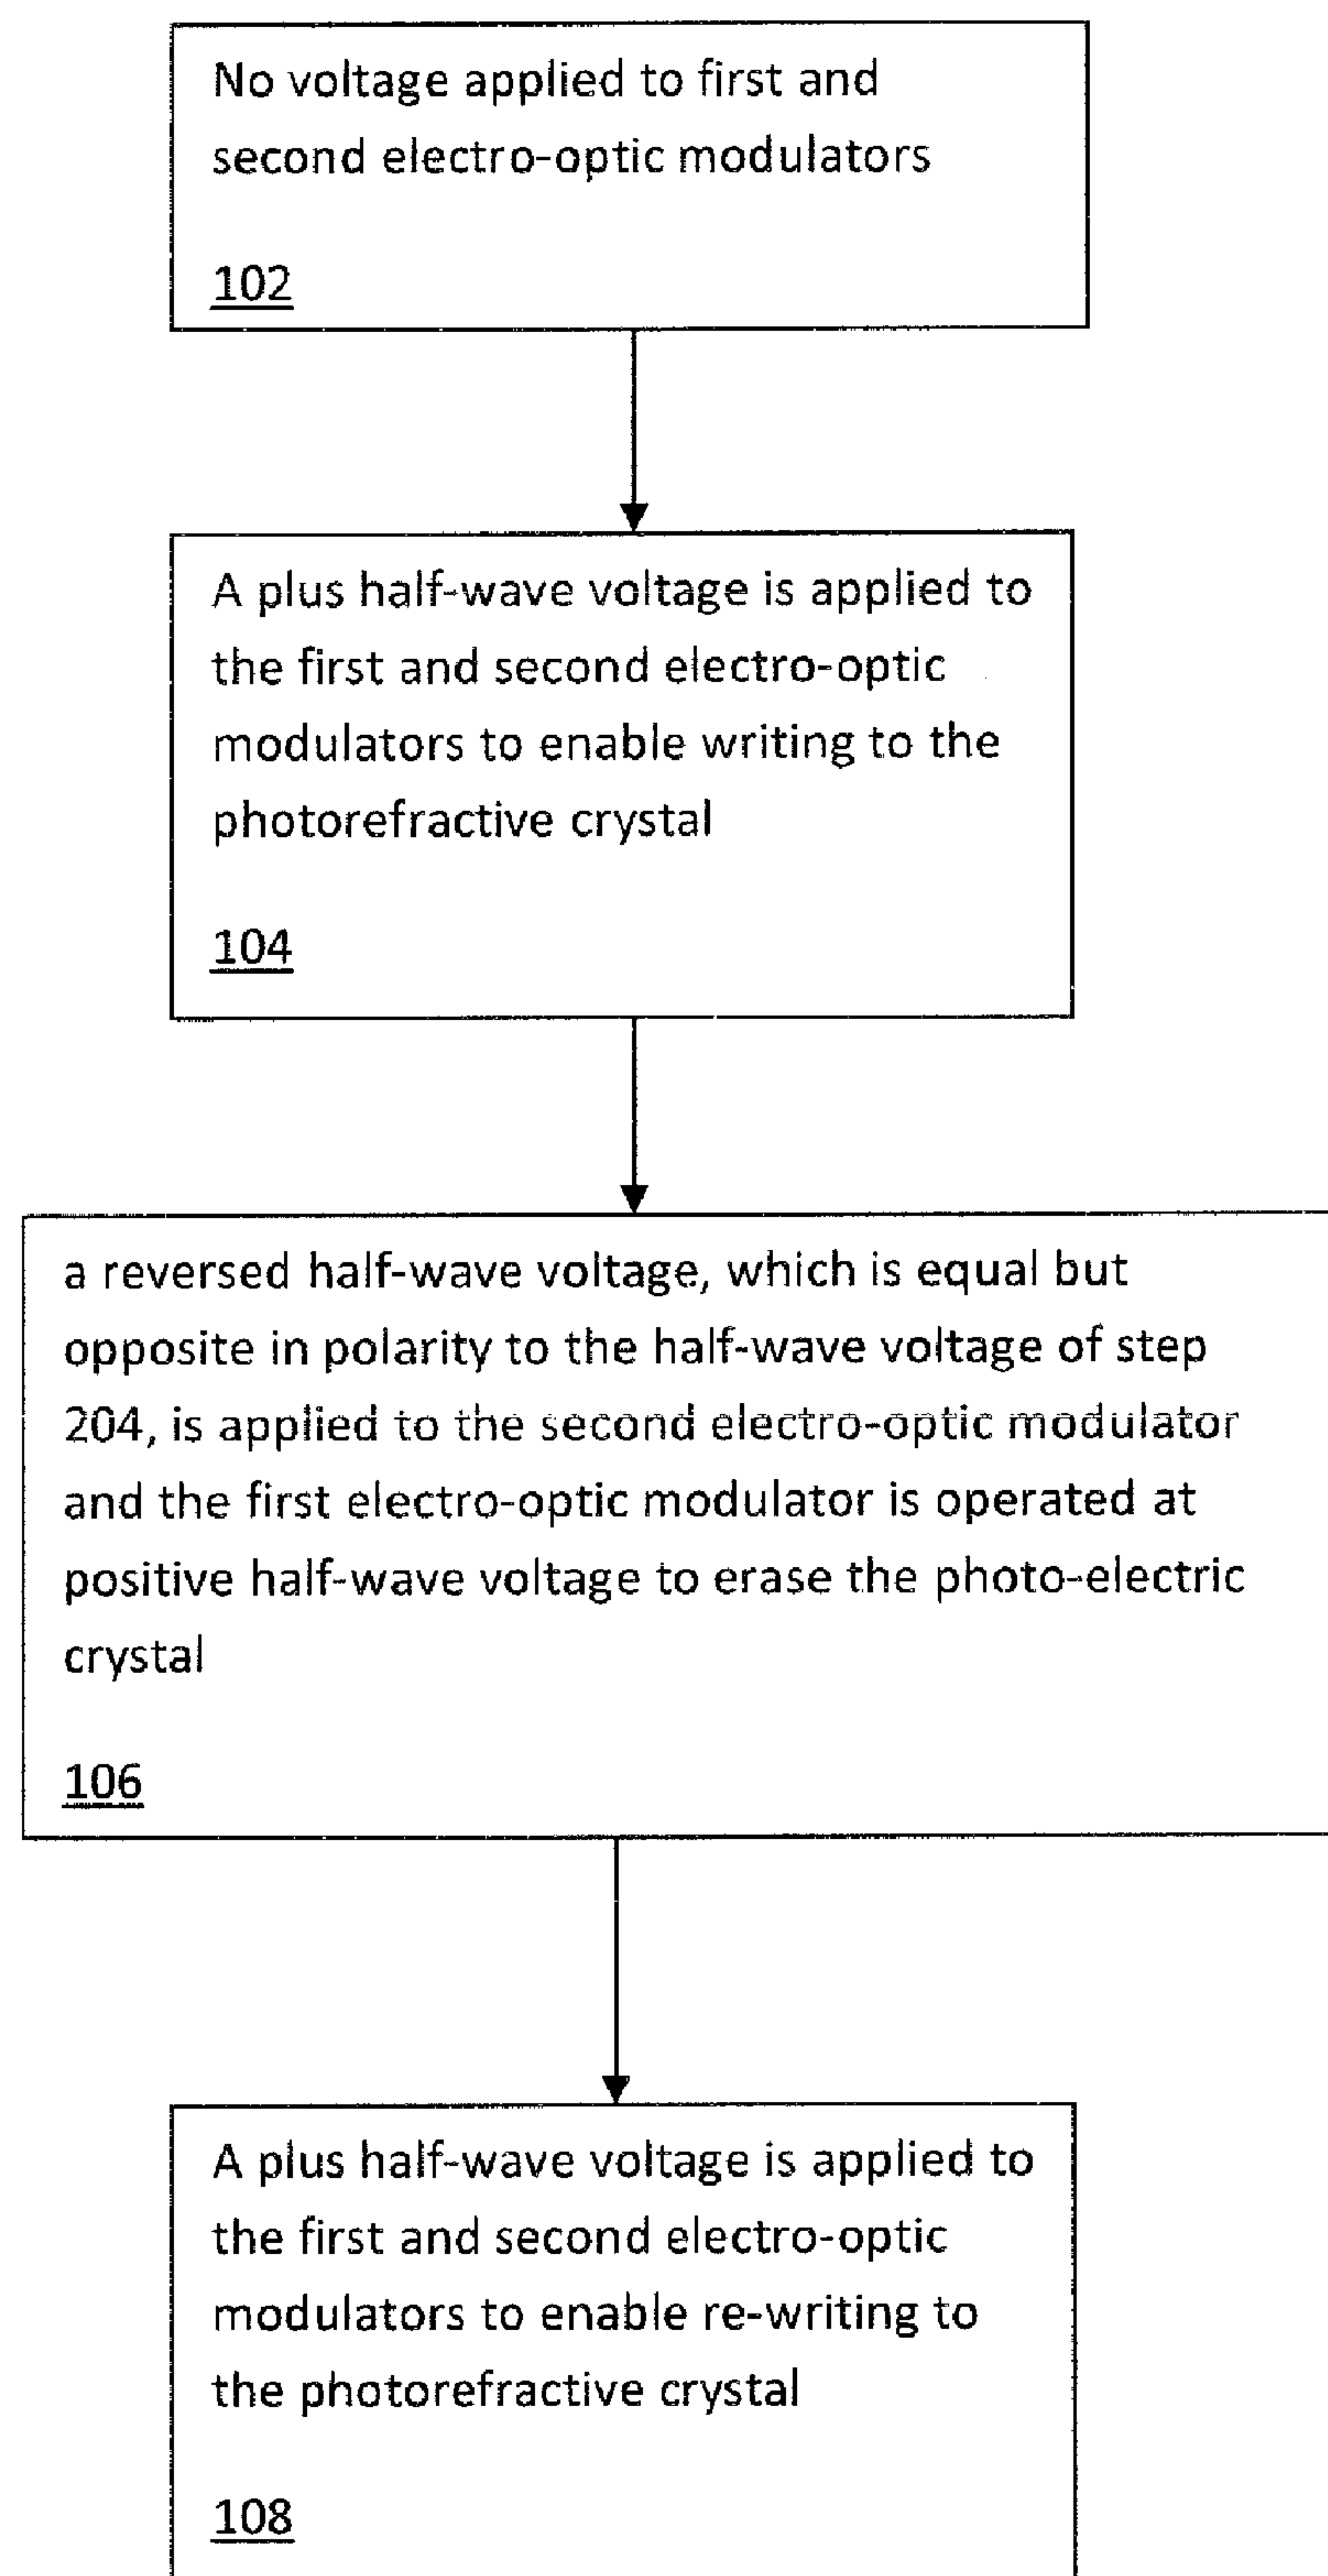 No voltage applied to first and
second electro-optic modulators
102
A plus half-wave voltage is applied to
the first and second electro-optic
modulators to enable writing to the
photorefractive crystal
104
a reversed half-wave voltage, which is equal but
opposite in polarity to the half-wave voltage of step
204, is applied to the second electro-optic modulator
and the first electro-optic modulator is operated at
positive half-wave voltage to erase the photo-electric
crystal
106
A plus half-wave voltage is applied to
the first and second electro-optic
modulators to enable re-writing to
the photorefractive crystal
108